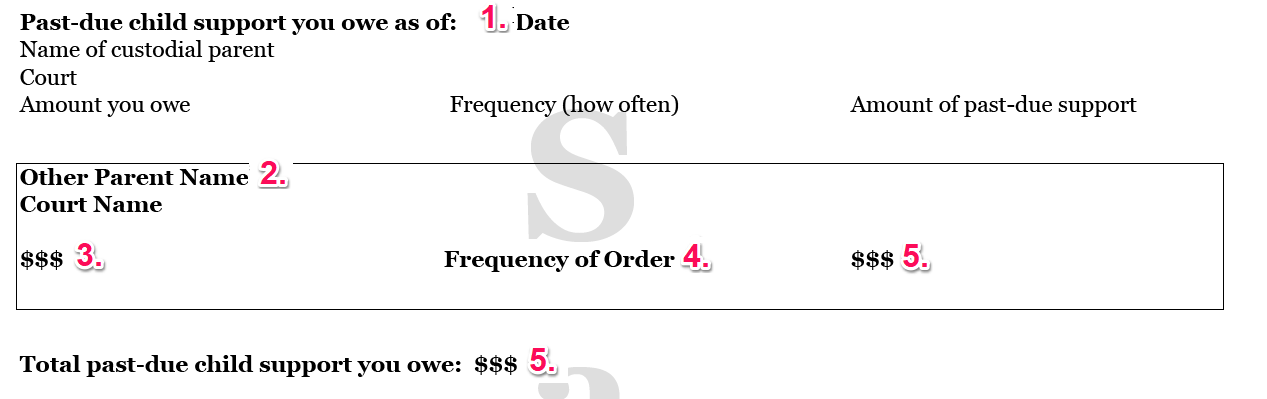 Past-due child support you owe as of: 1. Date
Name of custodial parent
Court
Amount you owe Frequency (how often) Amount of past-due support
Other Parent Name 2.
Court Name
$$$ 3. Frequency of Order 4. $$$ 5.
Total past-due child support you owe: $$$ 5.
S
a